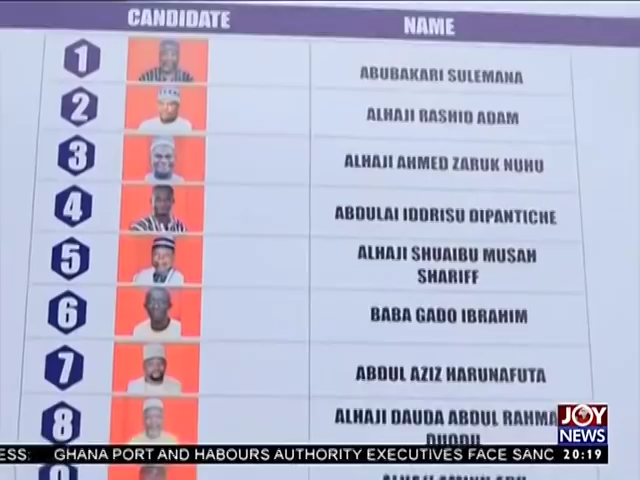 CANDIDATE NAME
1 ABUBAKARI SULEMANA
2 ALHAJI RASHID ADAM
3 ALHAJI AHMED ZARUK NUHU
4 ABDULAI IDDRISU DIPANTICHE
5 ALHAJI SHUAIBU MUSAH
SHARIFF
6 BABA GADO IBRAHIM
7 ABDUL AZIZ HARUNAFUTA
8 ALHAJI DAUDA ABDUL RAHMA
JOY
NEWS
ESS: GHANA PORT AND HABOURS AUTHORITY EXECUTIVES FACE SANC 20:19
9